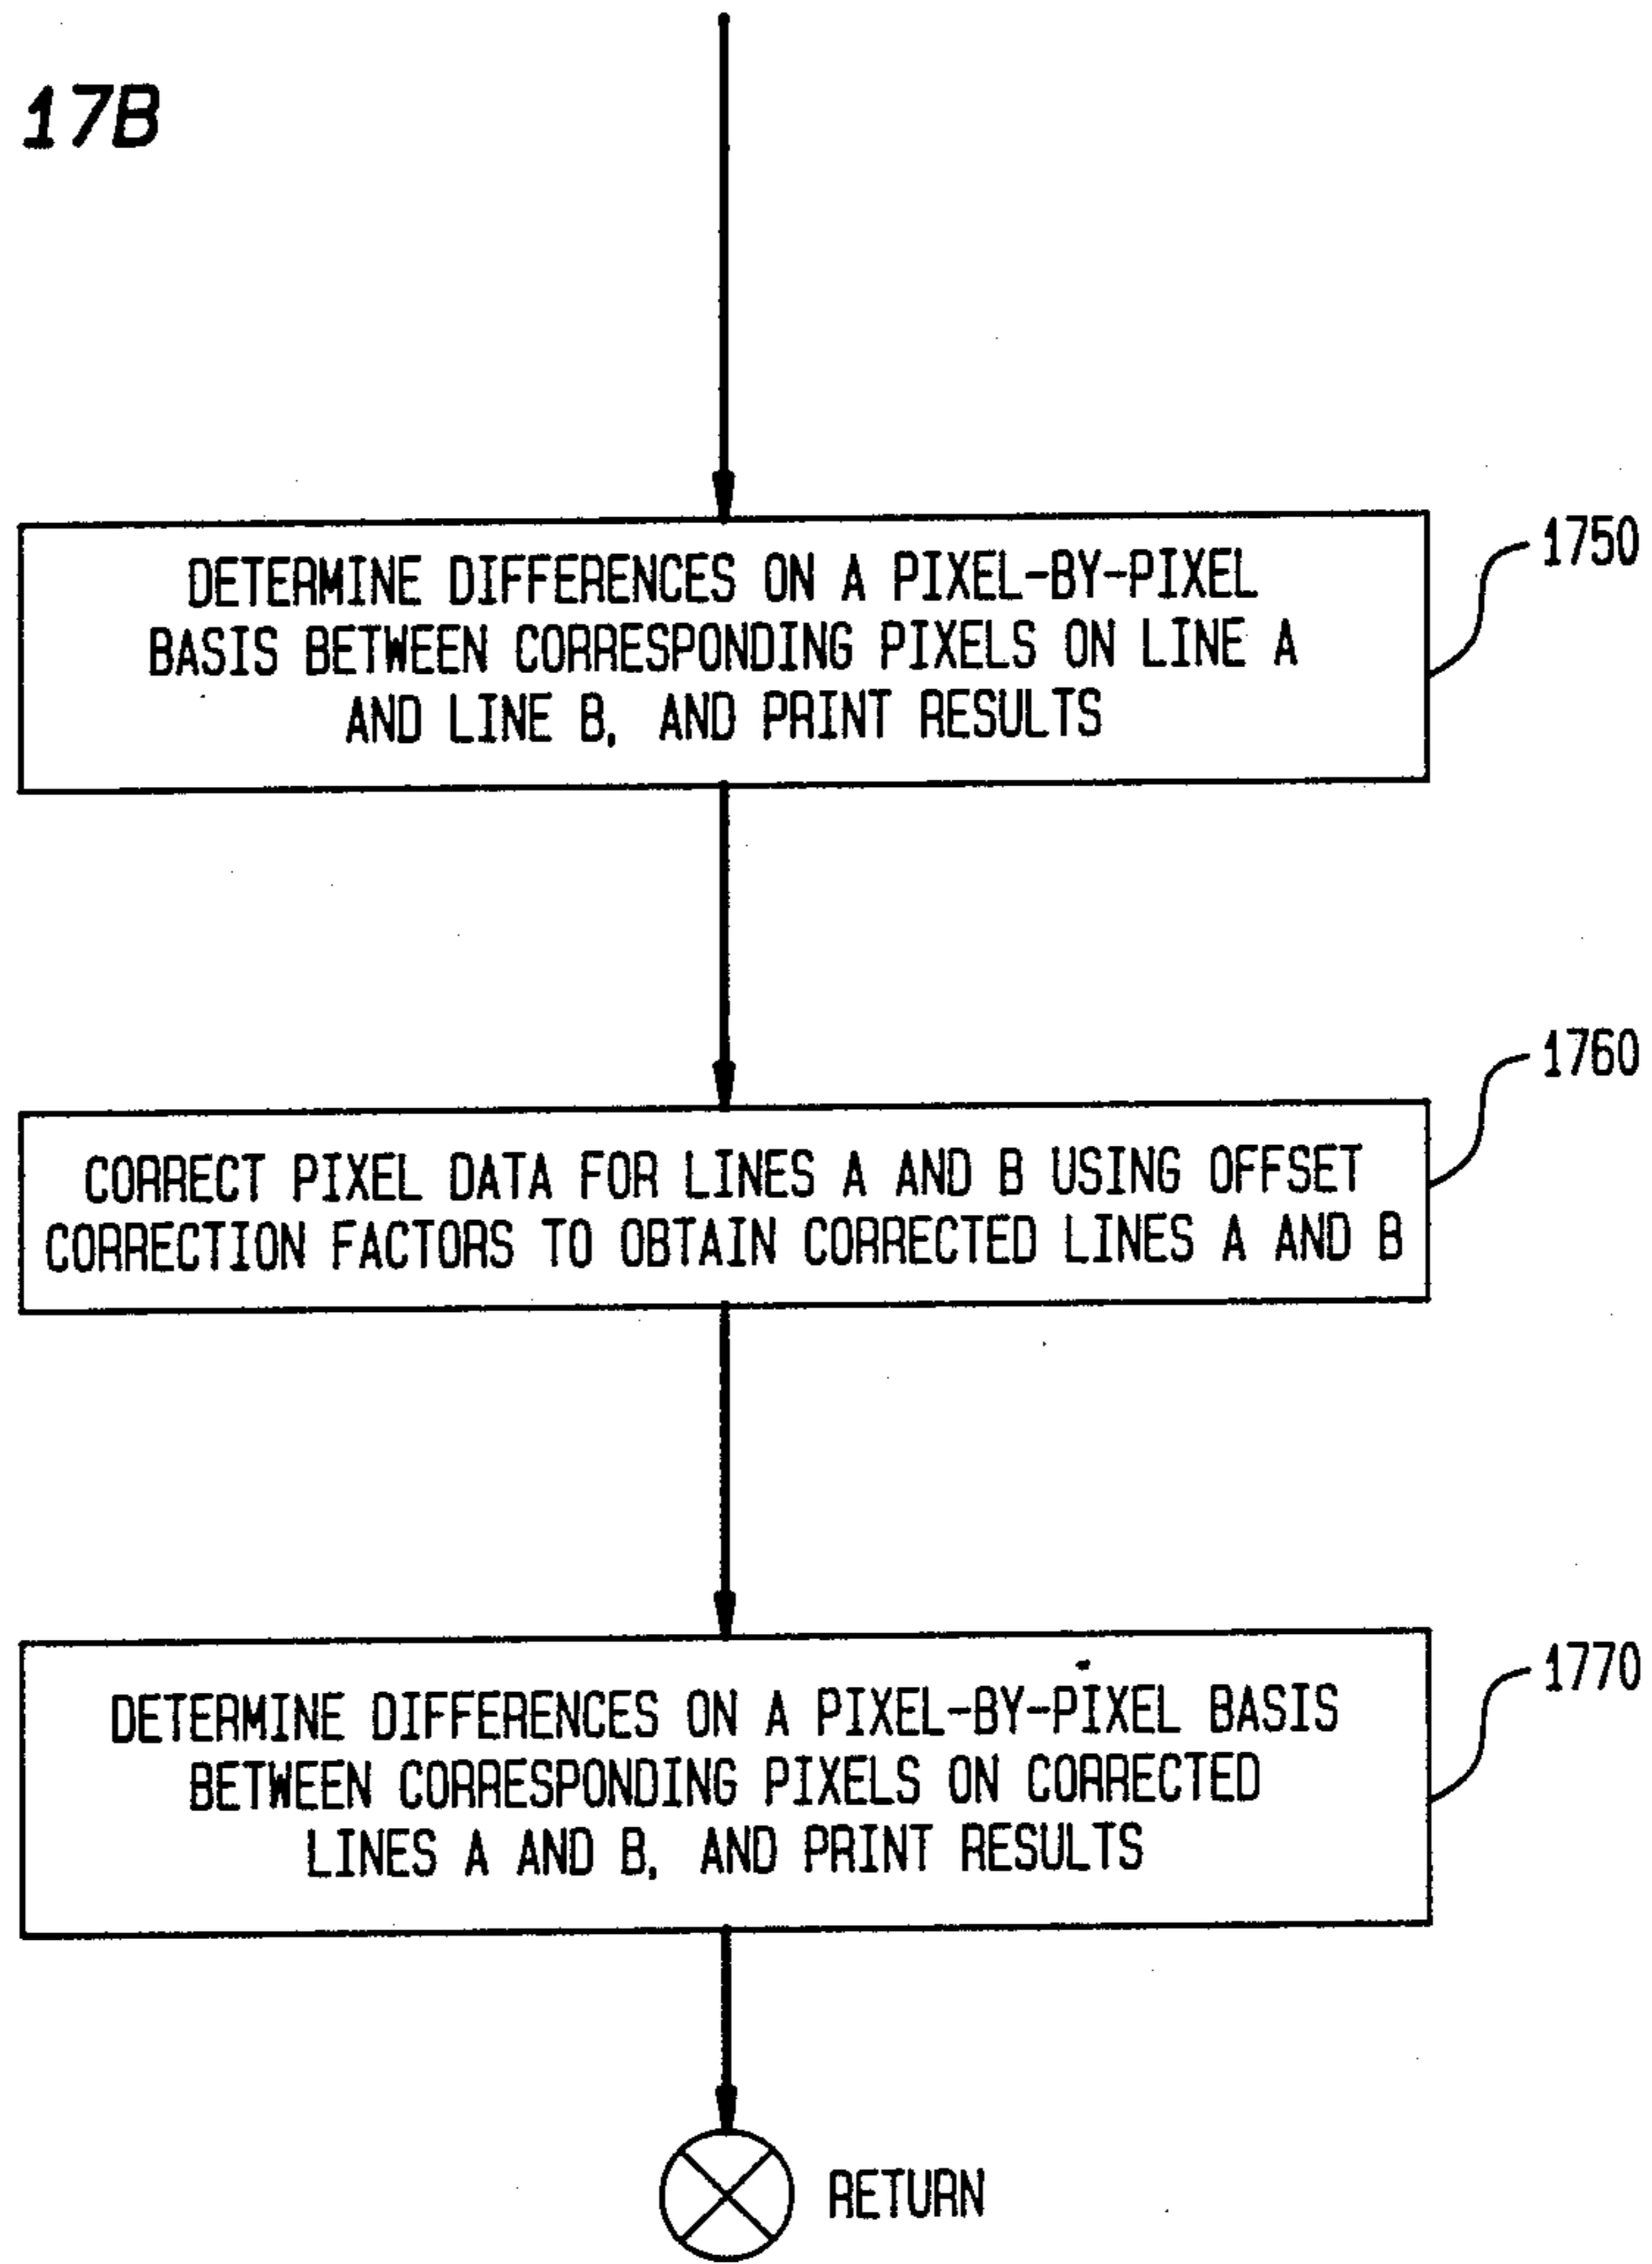 17B
DETERMINE DIFFERENCES ON A PIXEL-BY-PIXEL
BASIS BETWEEN CORRESPONDING PIXELS ON LINE A
AND LINE B, AND PRINT RESULTS
1750
CORRECT PIXEL DATA FOR LINES A AND B USING OFFSET
CORRECTION FACTORS TO OBTAIN CORRECTED LINES A AND B
1760
DETERMINE DIFFERENCES ON A PIXEL-BY-PIXEL BASIS
BETWEEN CORRESPONDING PIXELS ON CORRECTED
LINES A AND B, AND PRINT RESULTS
1770
RETURN